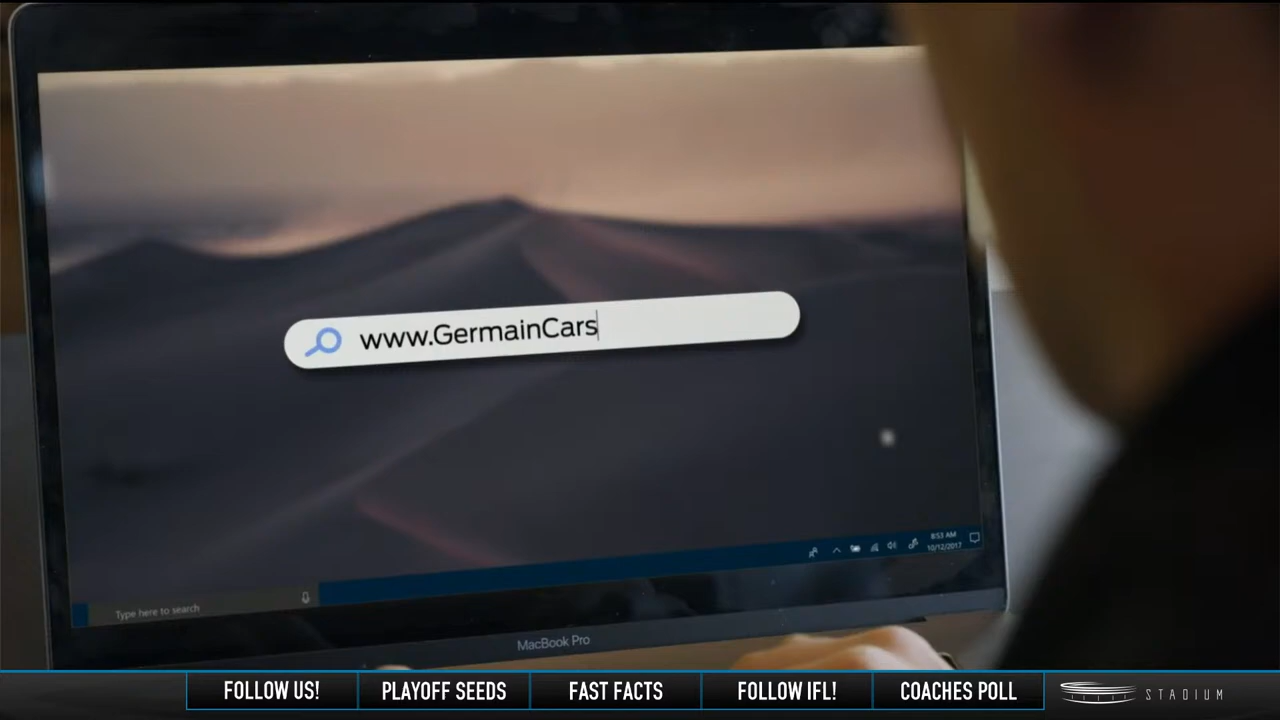 www.GermainCars
8:53 AM
10/12/2017
Type here to search
MacBook Pro
FOLLOW US!
PLAYOFF SEEDS
FAST FACTS
FOLLOW IFL!
COACHES POLL
STADIUM